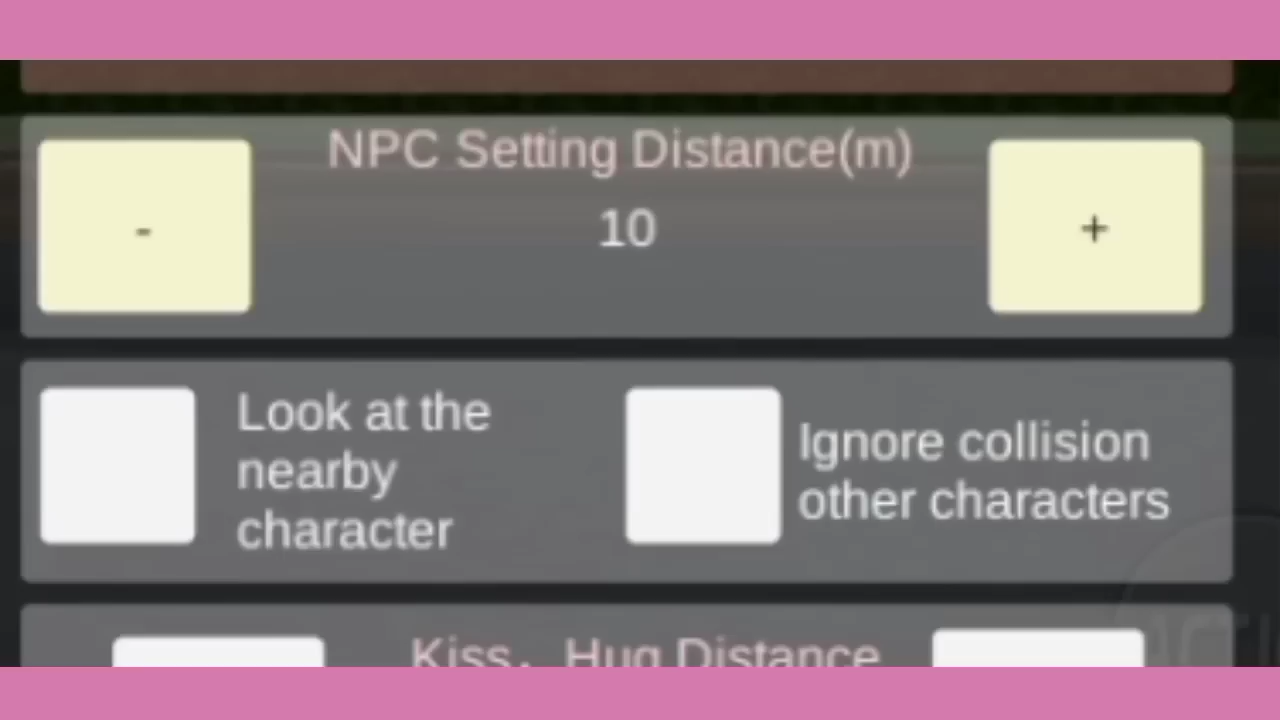 NPC Setting Distance(m)
-
10
+
Look at the
nearby
character
Ignore collision
other characters
Kiss, Hug Distance